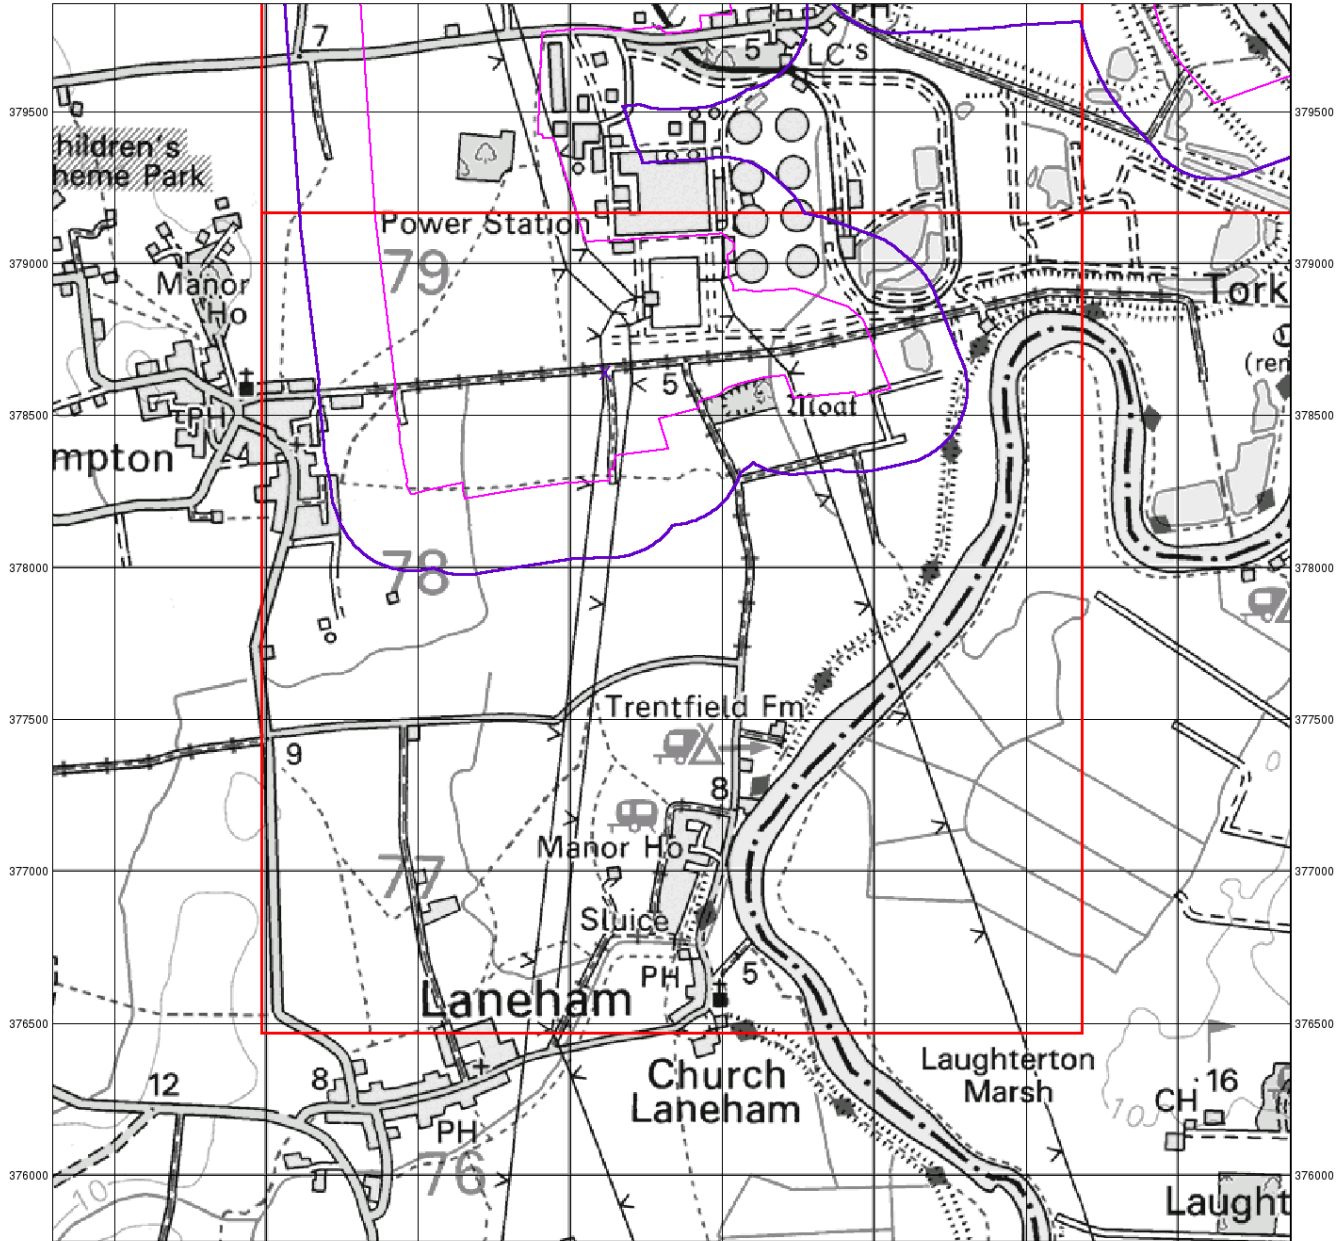 PH
7
5
LC's
379500
379500
hildren's
heme Park
Power Station
379000
79
379000
Manor
Ho
Tork
(ren
5
Moat
378500
PH
378500
mpton
378000
78
378000
Trentfield Fm
377500
377500
9
8
Manor Ho
377000
77
377000
Sluice
PH
5
Laneham
376500
376500
Church
Laneham
Laughterton
Marsh
12
8
16
CH
10
PH
376000
76
376000
10
Laught